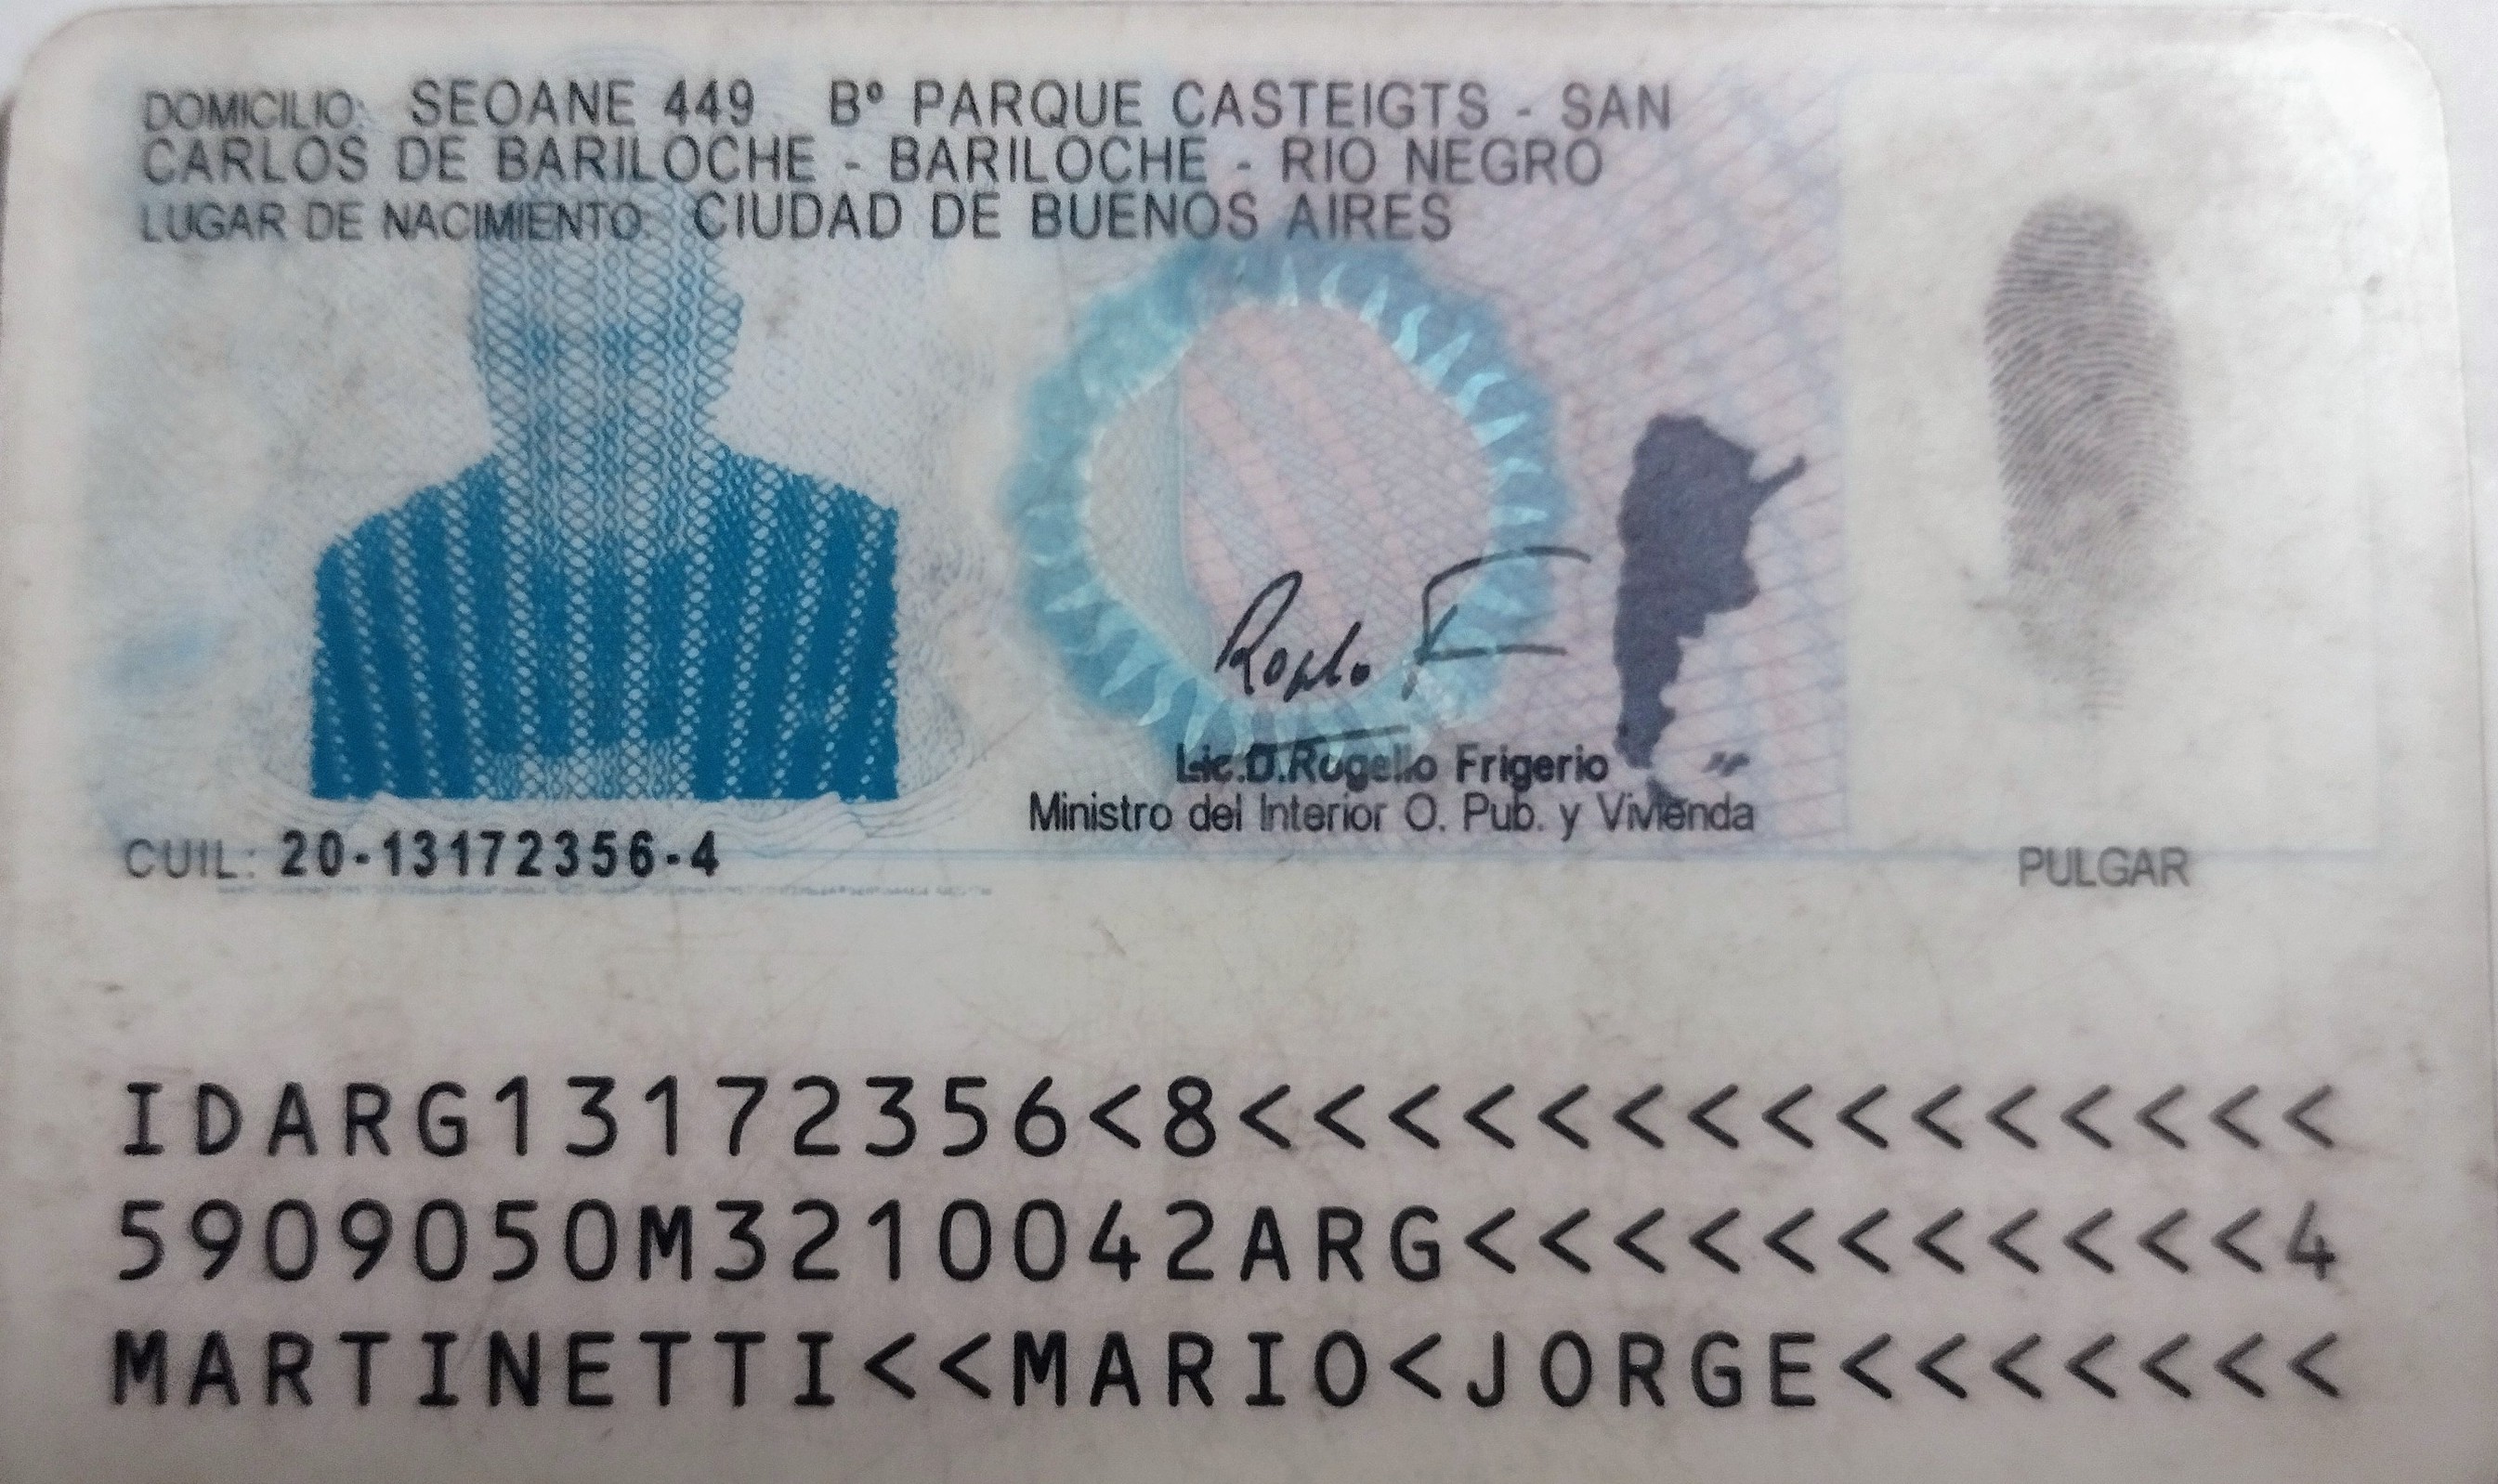 DOMICILIO: SEOANE 449 Bº PARQUE CASTEIGTS - SAN
CARLOS DE BARILOCHE - BARILOCHE - RIO NEGRO
LUGAR DE NACIMIENTO: CIUDAD DE BUENOS AIRES
Rogelio F
Lic.D.Rogelio Frigerio
Ministro del Interior O. Pub. y Vivienda
CUIL: 20-13172356-4
PULGAR
IDARG13172356<8<<<<<<<<<<<<<<<
5909050M3210042ARG<<<<<<<<<<<4
MARTINETTI<<MARIO<JORGE<<<<<<<